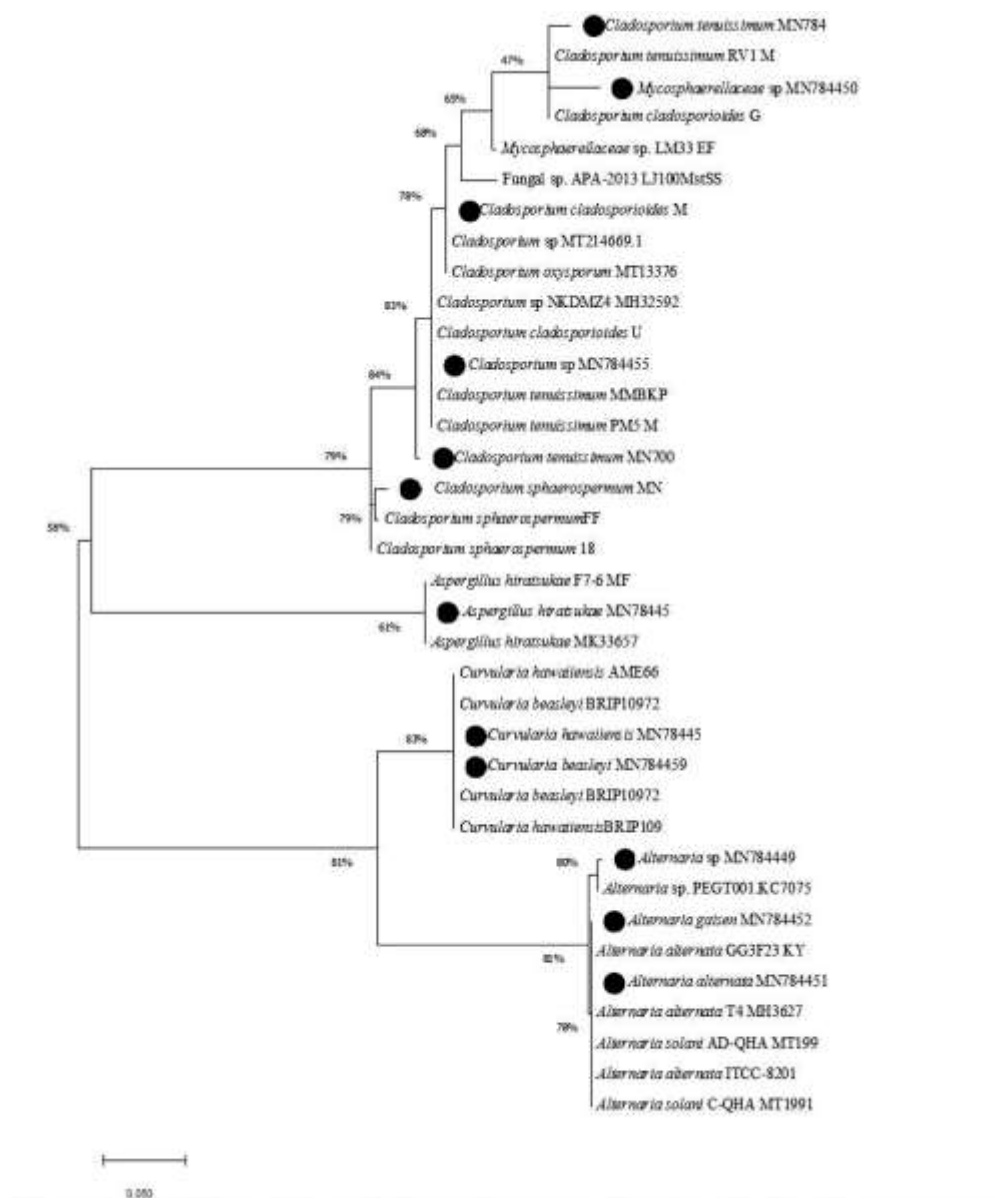 Cladosporium tenuissimum MN784
Cladosporium tenuissimum RV1 M
47%
Mycosphaerellaceae sp MN784450
69%
Cladosporium cladosporioides G
68%
Mycosphaerellaceae sp. LM33 EF
Fungal sp. APA-2013 LJ100MstSS
78%
Cladosporium cladosporioides M
Cladosporium sp MT214669.1
Cladosporium oxysporum MT13376
Cladosporium sp NKDMZ4 MH32592
83%
Cladosporium cladosporioides U
Cladosporium sp MN784455
84%
Cladosporium tenuissimum MMBKP
Cladosporium tenuissimum PM5 M
79%
Cladosporium tenuissimum MN700
Cladosporium sphaerospermum MN
79%
Cladosporium sphaerospermumFF
58%
Cladosporium sphaerospermum 18
Aspergillus hiratsukae F7-6 MF
Aspergillus hiratsukae MN78445
61%
Aspergillus hiratsukae MK33657
Curvularia hawaiiensis AME66
Curvularia beasleyi BRIP10972
83%
Curvularia hawaiiensis MN78445
Curvularia beasleyi MN784459
Curvularia beasleyi BRIP10972
Curvularia hawaiiensisBRIP109
81%
80%
Alternaria sp MN784449
Alternaria sp. PEGT001.KC7075
Alternaria gaisen MN784452
Alternaria alternata GG3F23 KY
82%
Alternaria alternata MN784451
Alternaria alternata T4 MH3627
78%
Alternaria solani AD-QHA MT199
Alternaria alternata ITCC-8201
Alternaria solani C-QHA MT1991
0.050